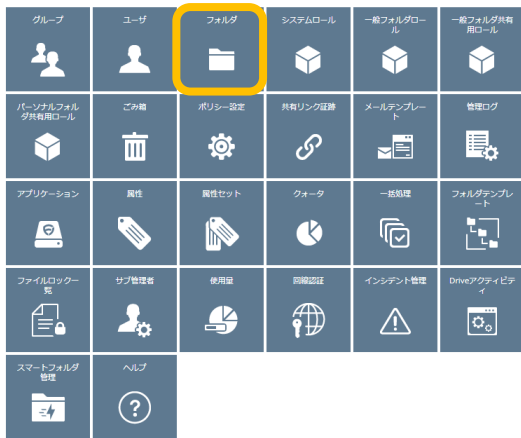 グループ
ユーザ
フォルダ
システムロール
一般フォルダロー
ル
一般フォルダ共有
用ロール
パーソナルフォル
ダ共有用ロール
ごみ箱
ポリシー設定
共有リンク証跡
メールテンプレー
ト
管理ログ
アプリケーション
属性
属性セット
クォータ
一括処理
フォルダテンプレ
ート
ファイルロック一
覧
サブ管理者
使用量
回線認証
インシデント管理
Driveアクティビテ
ィ
スマートフォルダ
管理
ヘルプ